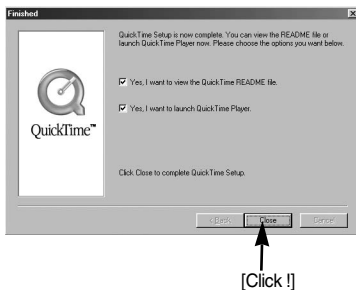 Finished
QuickTime Setup is now complete. You can view the README file or
launch QuickTime Player now. Please choose the options you want below.
Yes, I want to view the QuickTime README file.
Yes, I want to launch QuickTime Player.
QuickTime™
Click Close to complete QuickTime Setup.
< Back
Close
Cancel
[Click !]